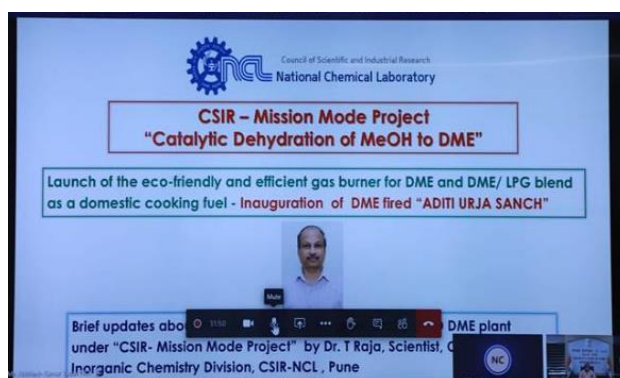 NCL
Council of Scientific and Industrial Research
National Chemical Laboratory
CSIR – Mission Mode Project
“Catalytic Dehydration of MeOH to DME”
Launch of the eco-friendly and efficient gas burner for DME and DME/ LPG blend
as a domestic cooking fuel - Inauguration of DME fired “ADITI URJA SANCH”
Mute
31:50
Brief updates abo DME plant
under “CSIR- Mission Mode Project” by Dr. T Raja, Scientist, C
Inorganic Chemistry Division, CSIR-NCL , Pune
NC